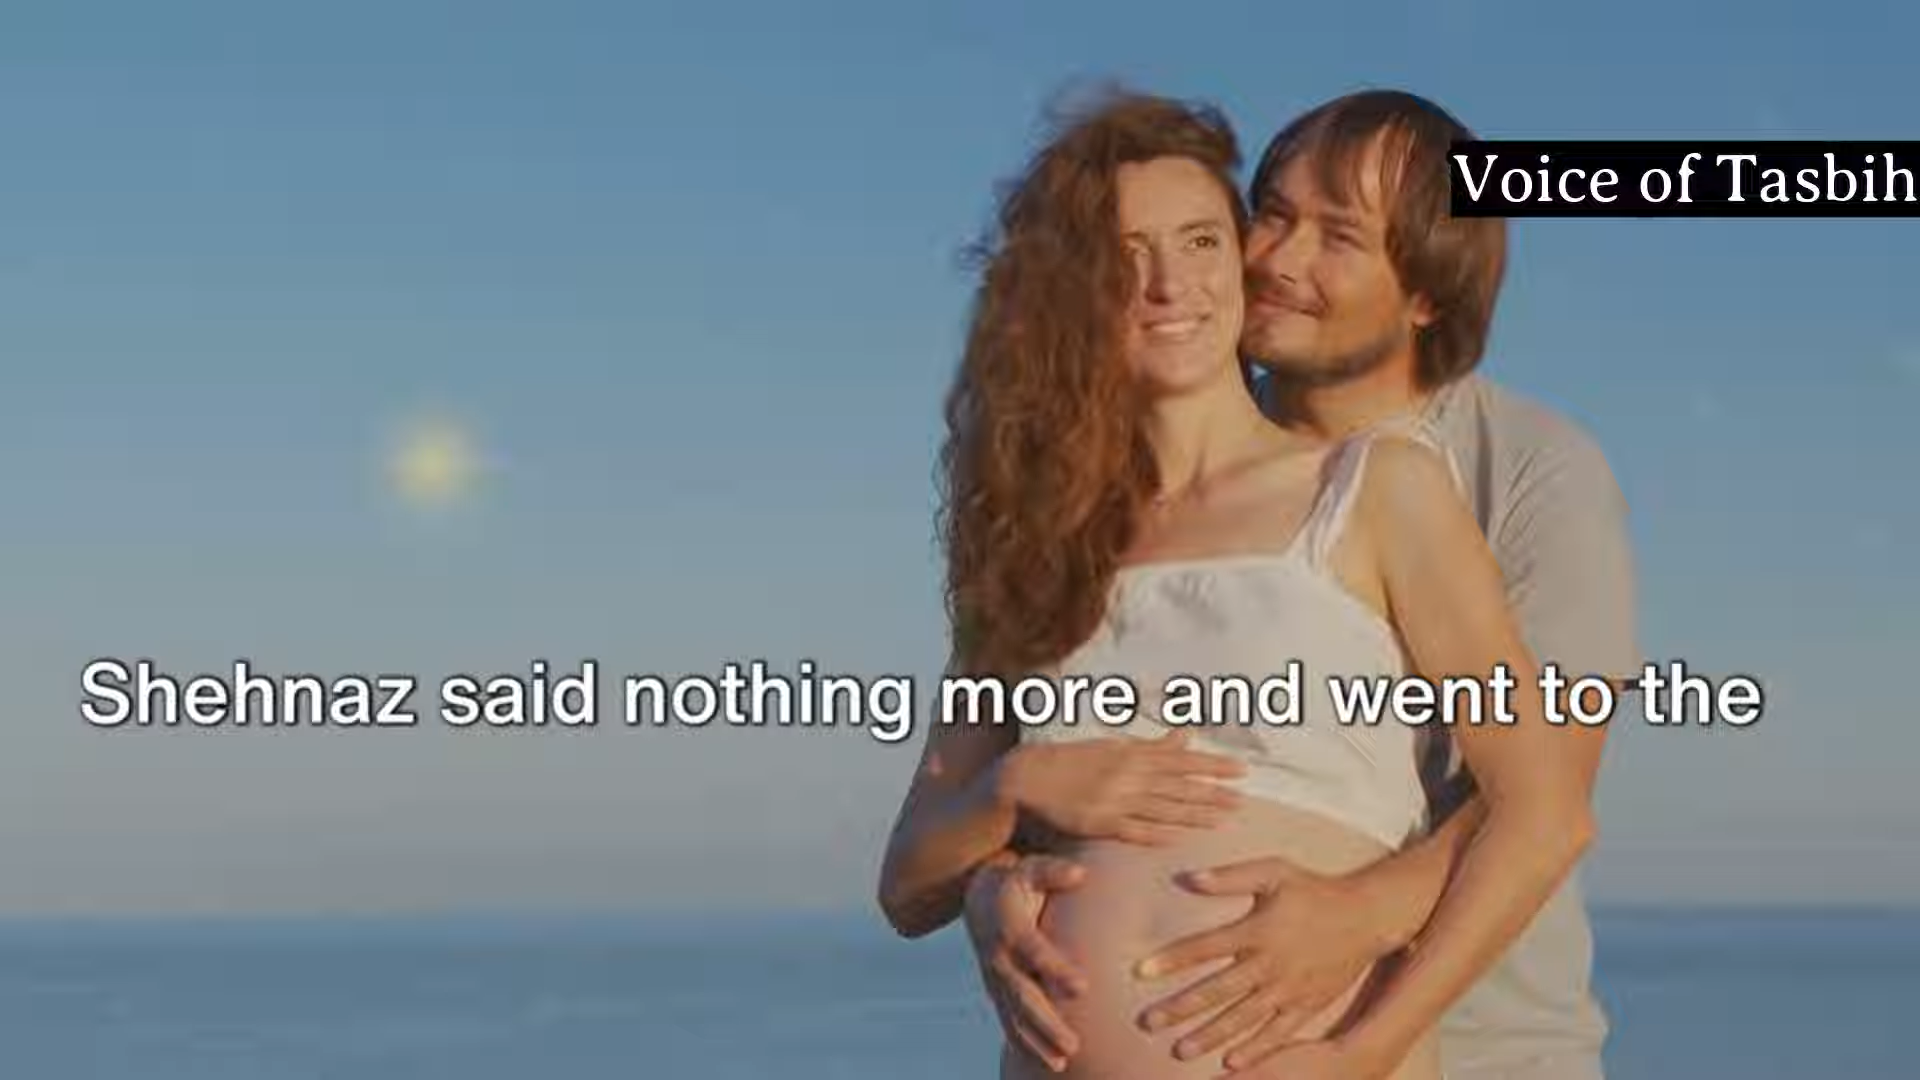 Voice of Tasbih
Shehnaz said nothing more and went to the